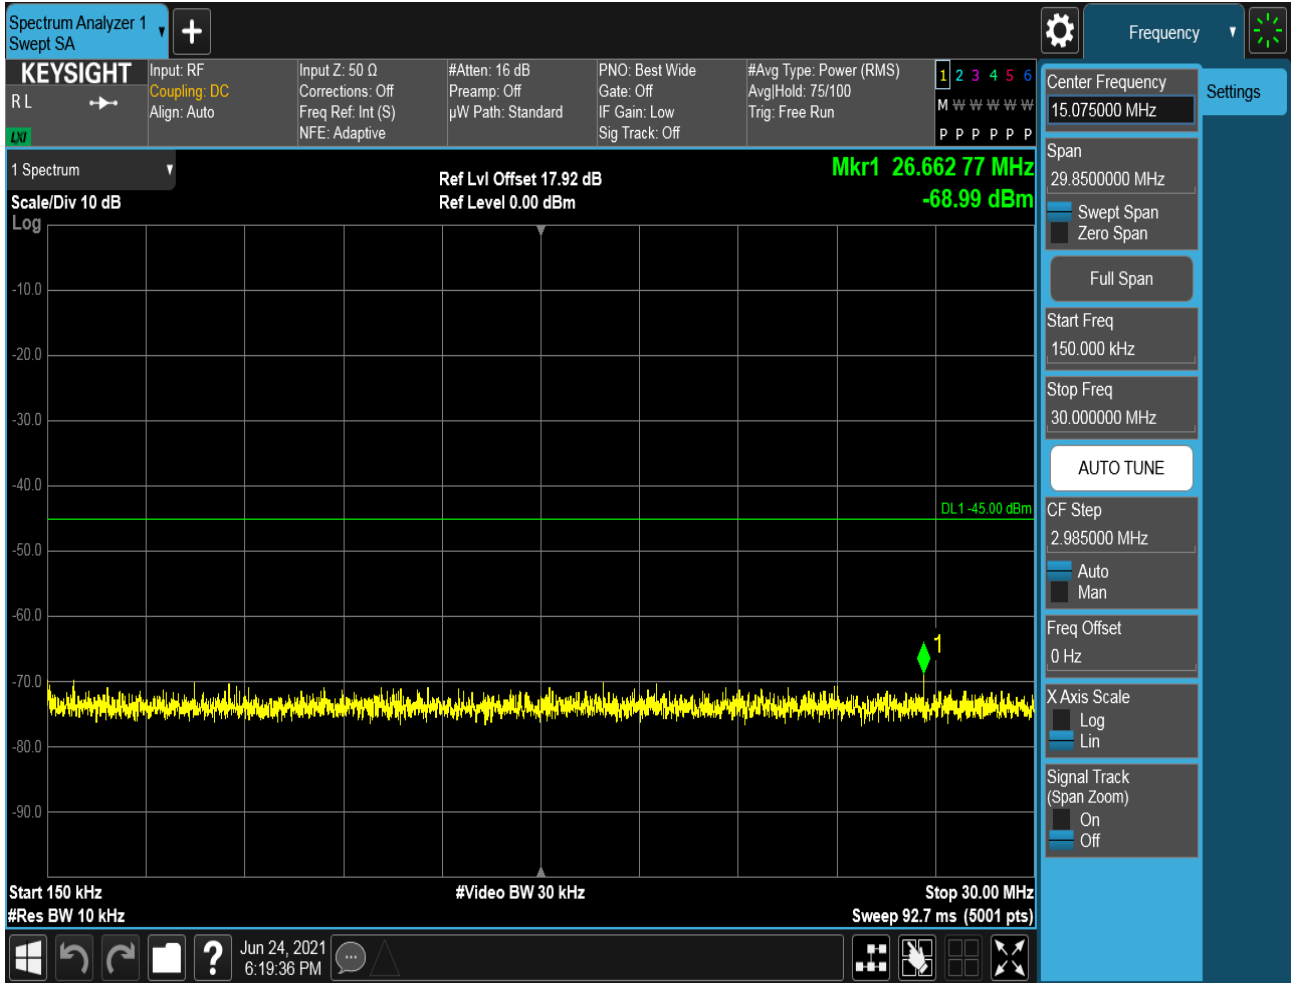 Spectrum Analyzer 1
Swept SA
Frequency
KEYSIGHT
R L
LXI
Input: RF
Coupling: DC
Align: Auto
Input Z: 50 Ω
Corrections: Off
Freq Ref: Int (S)
NFE: Adaptive
#Atten: 16 dB
Preamp: Off
µW Path: Standard
PNO: Best Wide
Gate: Off
IF Gain: Low
Sig Track: Off
#Avg Type: Power (RMS)
Avg|Hold: 75/100
Trig: Free Run
1 2 3 4 5 6
M W W W W W
P P P P P P
1 Spectrum
Scale/Div 10 dB
Log
Ref Lvl Offset 17.92 dB
Ref Level 0.00 dBm
Mkr1 26.662 77 MHz
-68.99 dBm
-10.0
-20.0
-30.0
-40.0
DL1 -45.00 dBm
-50.0
-60.0
1
-70.0
-80.0
-90.0
Start 150 kHz
#Video BW 30 kHz
Stop 30.00 MHz
#Res BW 10 kHz
Sweep 92.7 ms (5001 pts)
?
Jun 24, 2021
6:19:36 PM
Center Frequency
15.075000 MHz
Settings
Span
29.8500000 MHz
Swept Span
Zero Span
Full Span
Start Freq
150.000 kHz
Stop Freq
30.000000 MHz
AUTO TUNE
CF Step
2.985000 MHz
Auto
Man
Freq Offset
0 Hz
X Axis Scale
Log
Lin
Signal Track
(Span Zoom)
On
Off